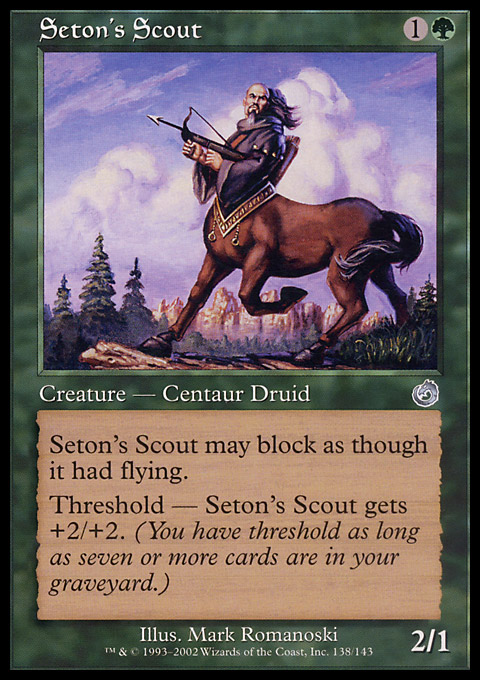 Seton's Scout 1
Creature — Centaur Druid
Seton's Scout may block as though
it had flying.
Threshold — Seton's Scout gets
+2/+2. (You have threshold as long
as seven or more cards are in your
graveyard.)
Illus. Mark Romanoski
™ & © 1993-2002 Wizards of the Coast, Inc. 138/143
2/1